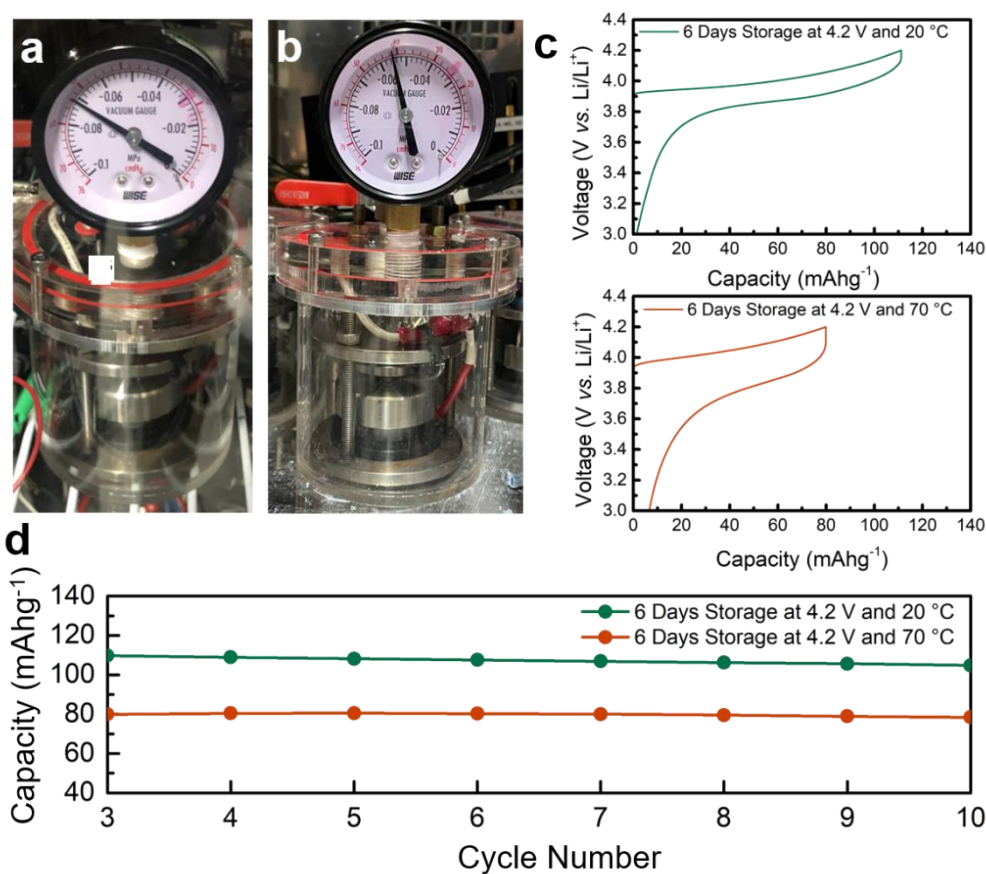 a
-0.06 -0.04
VACUUM GAUGE
-0.08 -0.02
MPa
-0.1 cmHg 0
76
WISE
b
-0.06 -0.04
VACUUM GAUGE
-0.08 -0.02
-0.1 0
WISE
c
6 Days Storage at 4.2 V and 20 °C
Voltage (V vs. Li/Li⁺)
4.2
4.0
3.8
3.6
3.4
3.2
3.0
0 20 40 60 80 100 120 140
Capacity (mAhg⁻¹)
6 Days Storage at 4.2 V and 70 °C
Voltage (V vs. Li/Li⁺)
4.2
4.0
3.8
3.6
3.4
3.2
3.0
0 20 40 60 80 100 120 140
Capacity (mAhg⁻¹)
d
6 Days Storage at 4.2 V and 20 °C
6 Days Storage at 4.2 V and 70 °C
Capacity (mAhg⁻¹)
140
120
100
80
60
40
3 4 5 6 7 8 9 10
Cycle Number